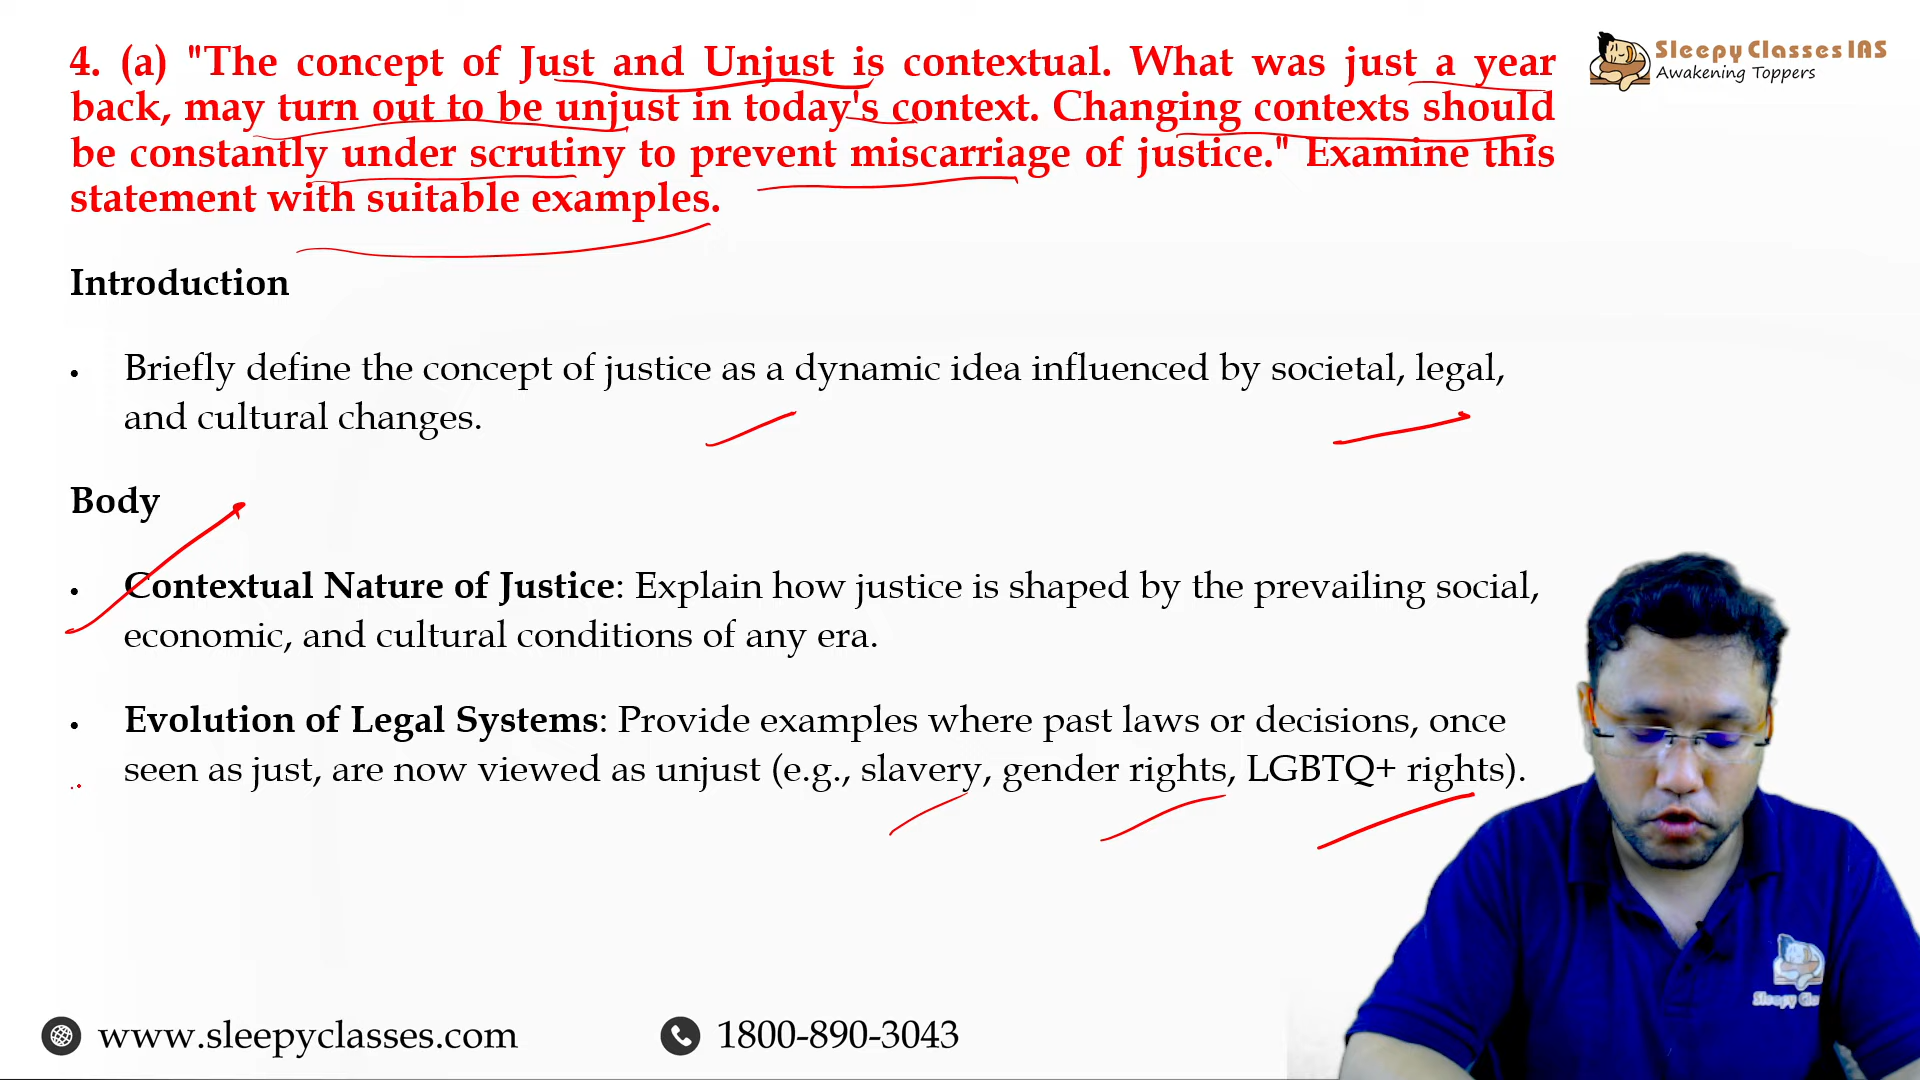 4. (a) "The concept of Just and Unjust is contextual. What was just a year
back, may turn out to be unjust in today's context. Changing contexts should
be constantly under scrutiny to prevent miscarriage of justice." Examine this
statement with suitable examples.
Sleepy Classes IAS
Awakening Toppers
Introduction
• Briefly define the concept of justice as a dynamic idea influenced by societal, legal,
and cultural changes.
Body
• Contextual Nature of Justice: Explain how justice is shaped by the prevailing social,
economic, and cultural conditions of any era.
• Evolution of Legal Systems: Provide examples where past laws or decisions, once
seen as just, are now viewed as unjust (e.g., slavery, gender rights, LGBTQ+ rights).
Sleepy Cla
www.sleepyclasses.com
1800-890-3043